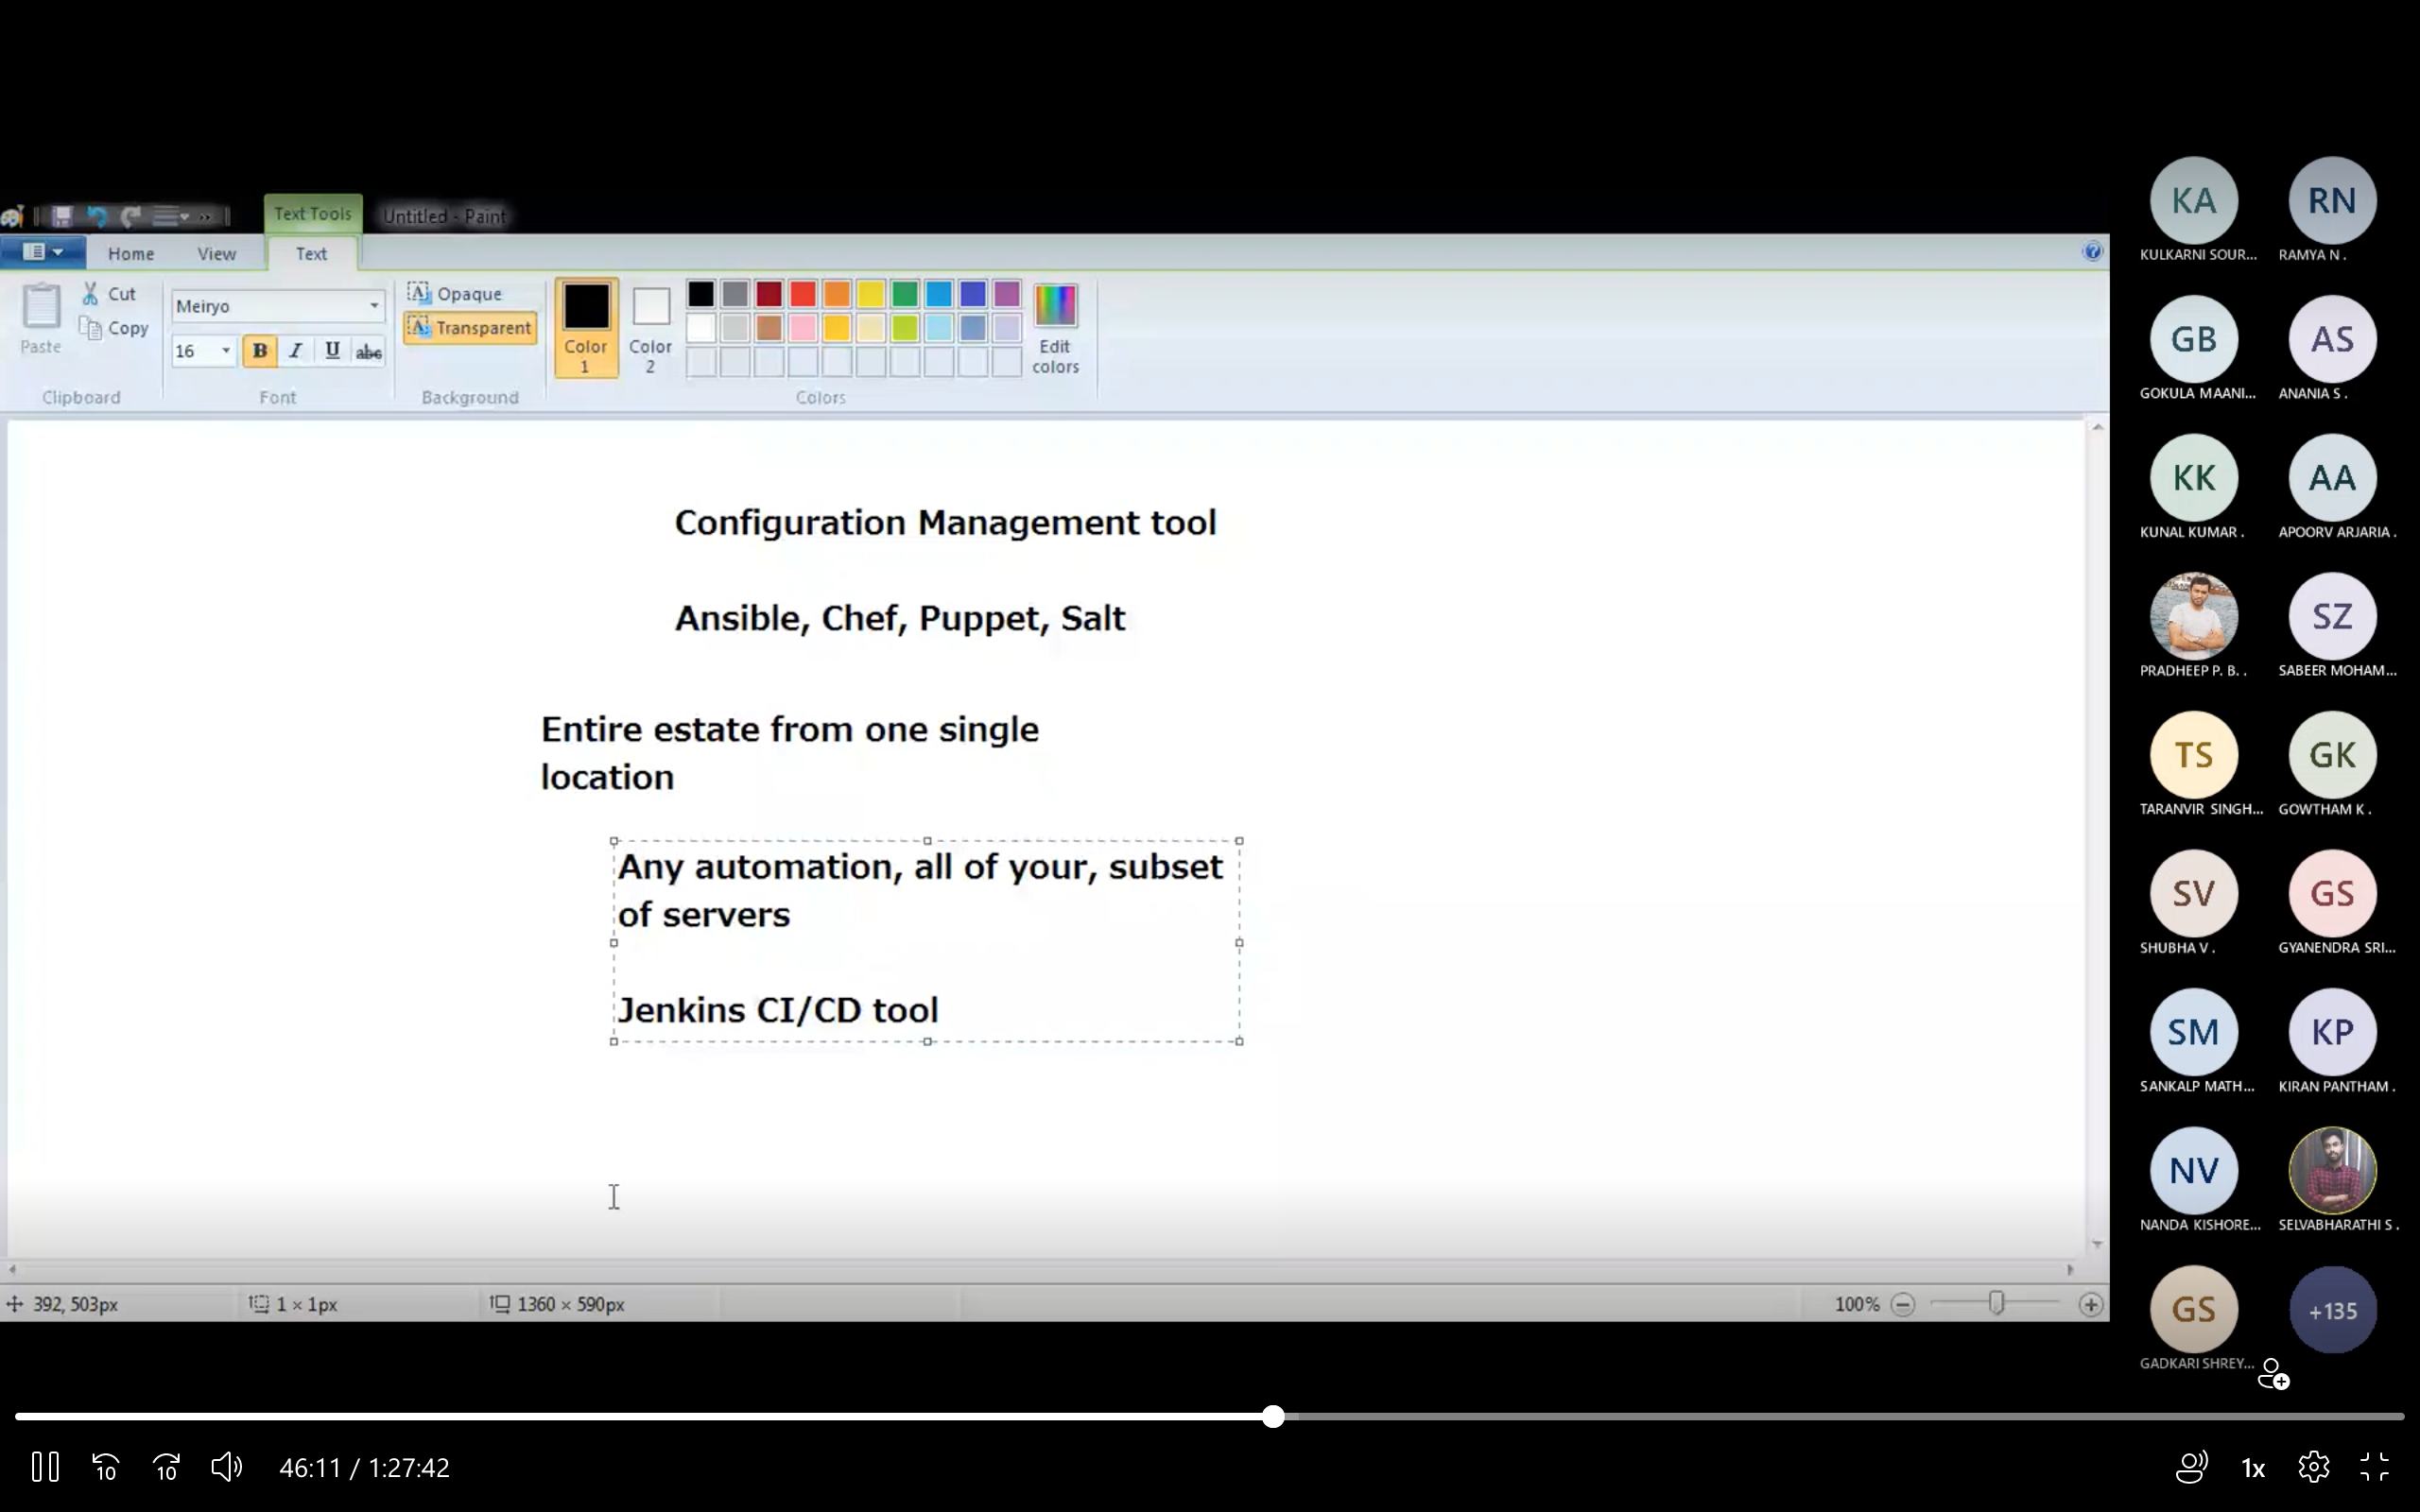 Text Tools
Untitled - Paint
Home
View
Text
Paste
Cut
Copy
Clipboard
Meiryo
16
B
I
U
abc
Font
Opaque
Transparent
Background
Color
1
Color
2
Edit
colors
Colors
Configuration Management tool
Ansible, Chef, Puppet, Salt
Entire estate from one single
location
Any automation, all of your, subset
of servers
Jenkins CI/CD tool
392, 503px
1 × 1px
1360 × 590px
100%
KA
KULKARNI SOUR...
RN
RAMYA N .
GB
GOKULA MAANI...
AS
ANANIA S .
KK
KUNAL KUMAR .
AA
APOORV ARJARIA .
PRADHEEP P. B. .
SZ
SABEER MOHAM...
TS
TARANVIR SINGH...
GK
GOWTHAM K .
SV
SHUBHA V .
GS
GYANENDRA SRI...
SM
SANKALP MATH...
KP
KIRAN PANTHAM .
NV
NANDA KISHORE...
SELVABHARATHI S .
GS
GADKARI SHREY...
+135
10
10
46:11 / 1:27:42
1x